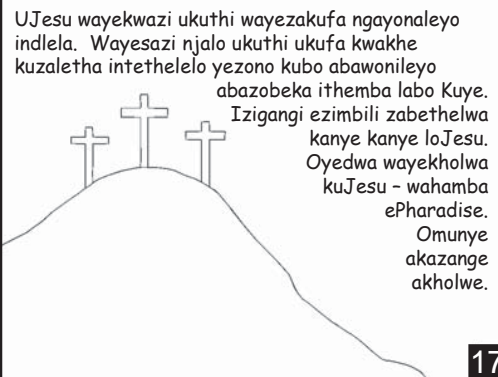 UJesu wayekwazi ukuthi wayezakufa ngayonaleyo
indlela. Wayesazi njalo ukuthi ukufa kwakhe
kuzaletha intethelelo yezono kubo abawonileyo
abazobeka ithemba labo Kuye.
Izigangi ezimbili zabethelwa
kanye kanye loJesu.
Oyedwa wayekholwa
kuJesu – wahamba
ePharadise.
Omunye
akazange
akholwe.
17